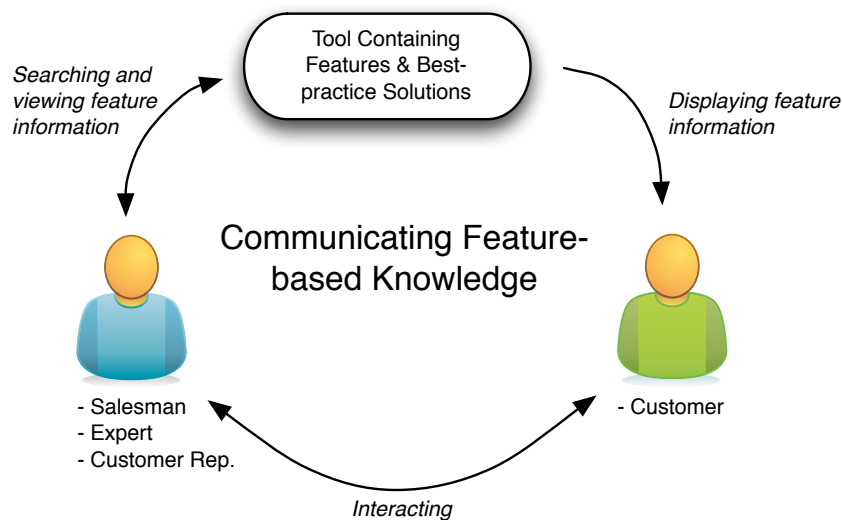 Tool Containing
Features & Best-
practice Solutions
Searching and
viewing feature
information
Displaying feature
information
Communicating Feature-
based Knowledge
- Salesman
- Expert
- Customer Rep.
- Customer
Interacting